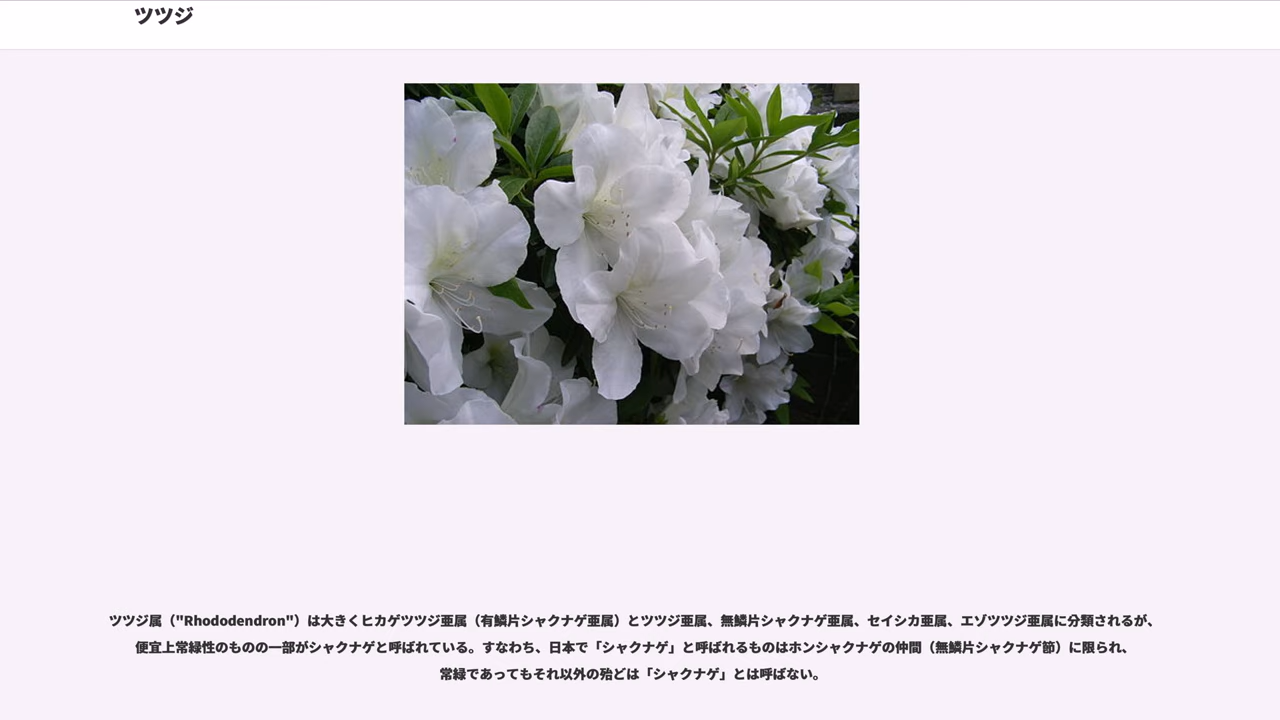 ツツジ
ツツジ属（"Rhododendron"）は大きくヒカゲツツジ亜属（有鱗片シャクナゲ亜属）とツツジ亜属、無鱗片シャクナゲ亜属、セイシカ亜属、エゾツツジ亜属に分類されるが、
便宜上常緑性のものの一部がシャクナゲと呼ばれている。すなわち、日本で「シャクナゲ」と呼ばれるものはホンシャクナゲの仲間（無鱗片シャクナゲ節）に限られ、
常緑であってもそれ以外の殆どは「シャクナゲ」とは呼ばない。